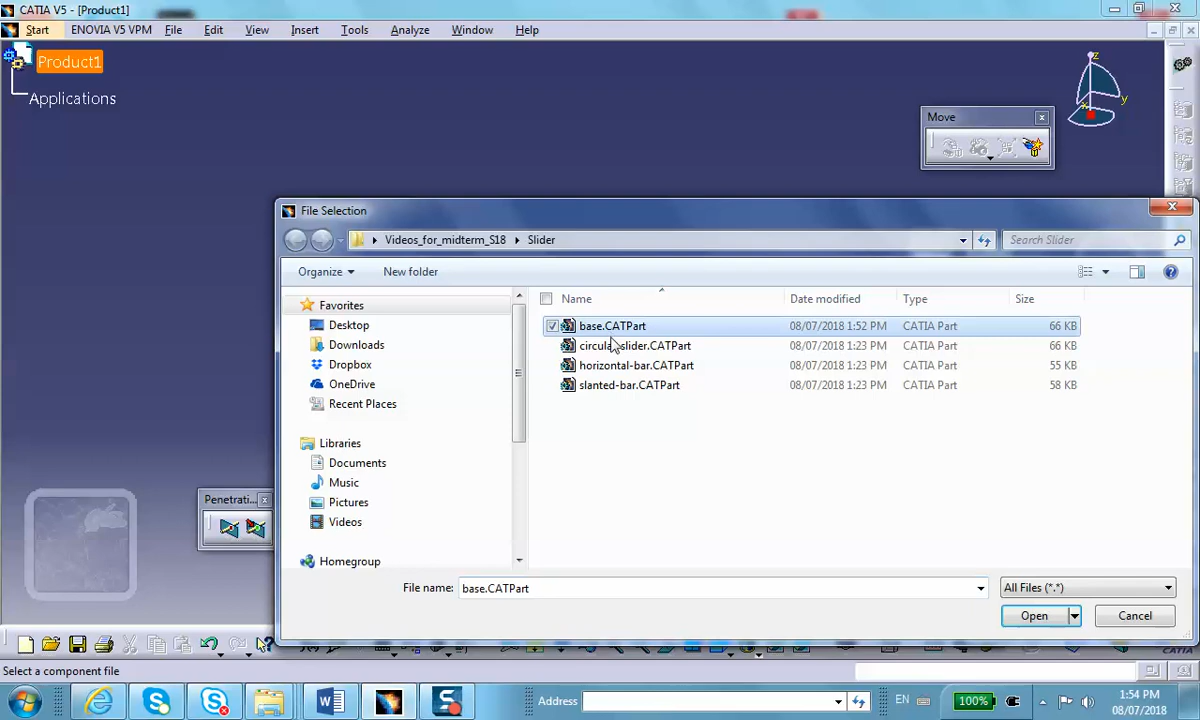 CATIA V5 - [Product1]
Start ENOVIA V5 VPM File Edit View Insert Tools Analyze Window Help
Product1
Applications
z
y
x
Move
File Selection
Videos_for_midterm_S18 Slider
Search Slider
Organize New folder
Name Date modified Type Size
base.CATPart 08/07/2018 1:52 PM CATIA Part 66 KB
circular-slider.CATPart 08/07/2018 1:23 PM CATIA Part 66 KB
horizontal-bar.CATPart 08/07/2018 1:23 PM CATIA Part 55 KB
slanted-bar.CATPart 08/07/2018 1:23 PM CATIA Part 58 KB
Favorites
Desktop
Downloads
Dropbox
OneDrive
Recent Places
Libraries
Documents
Music
Pictures
Videos
Homegroup
Penetrati...
File name: base.CATPart
All Files (*.*)
Open Cancel
CATIA
Select a component file
Address
EN
100%
1:54 PM
08/07/2018